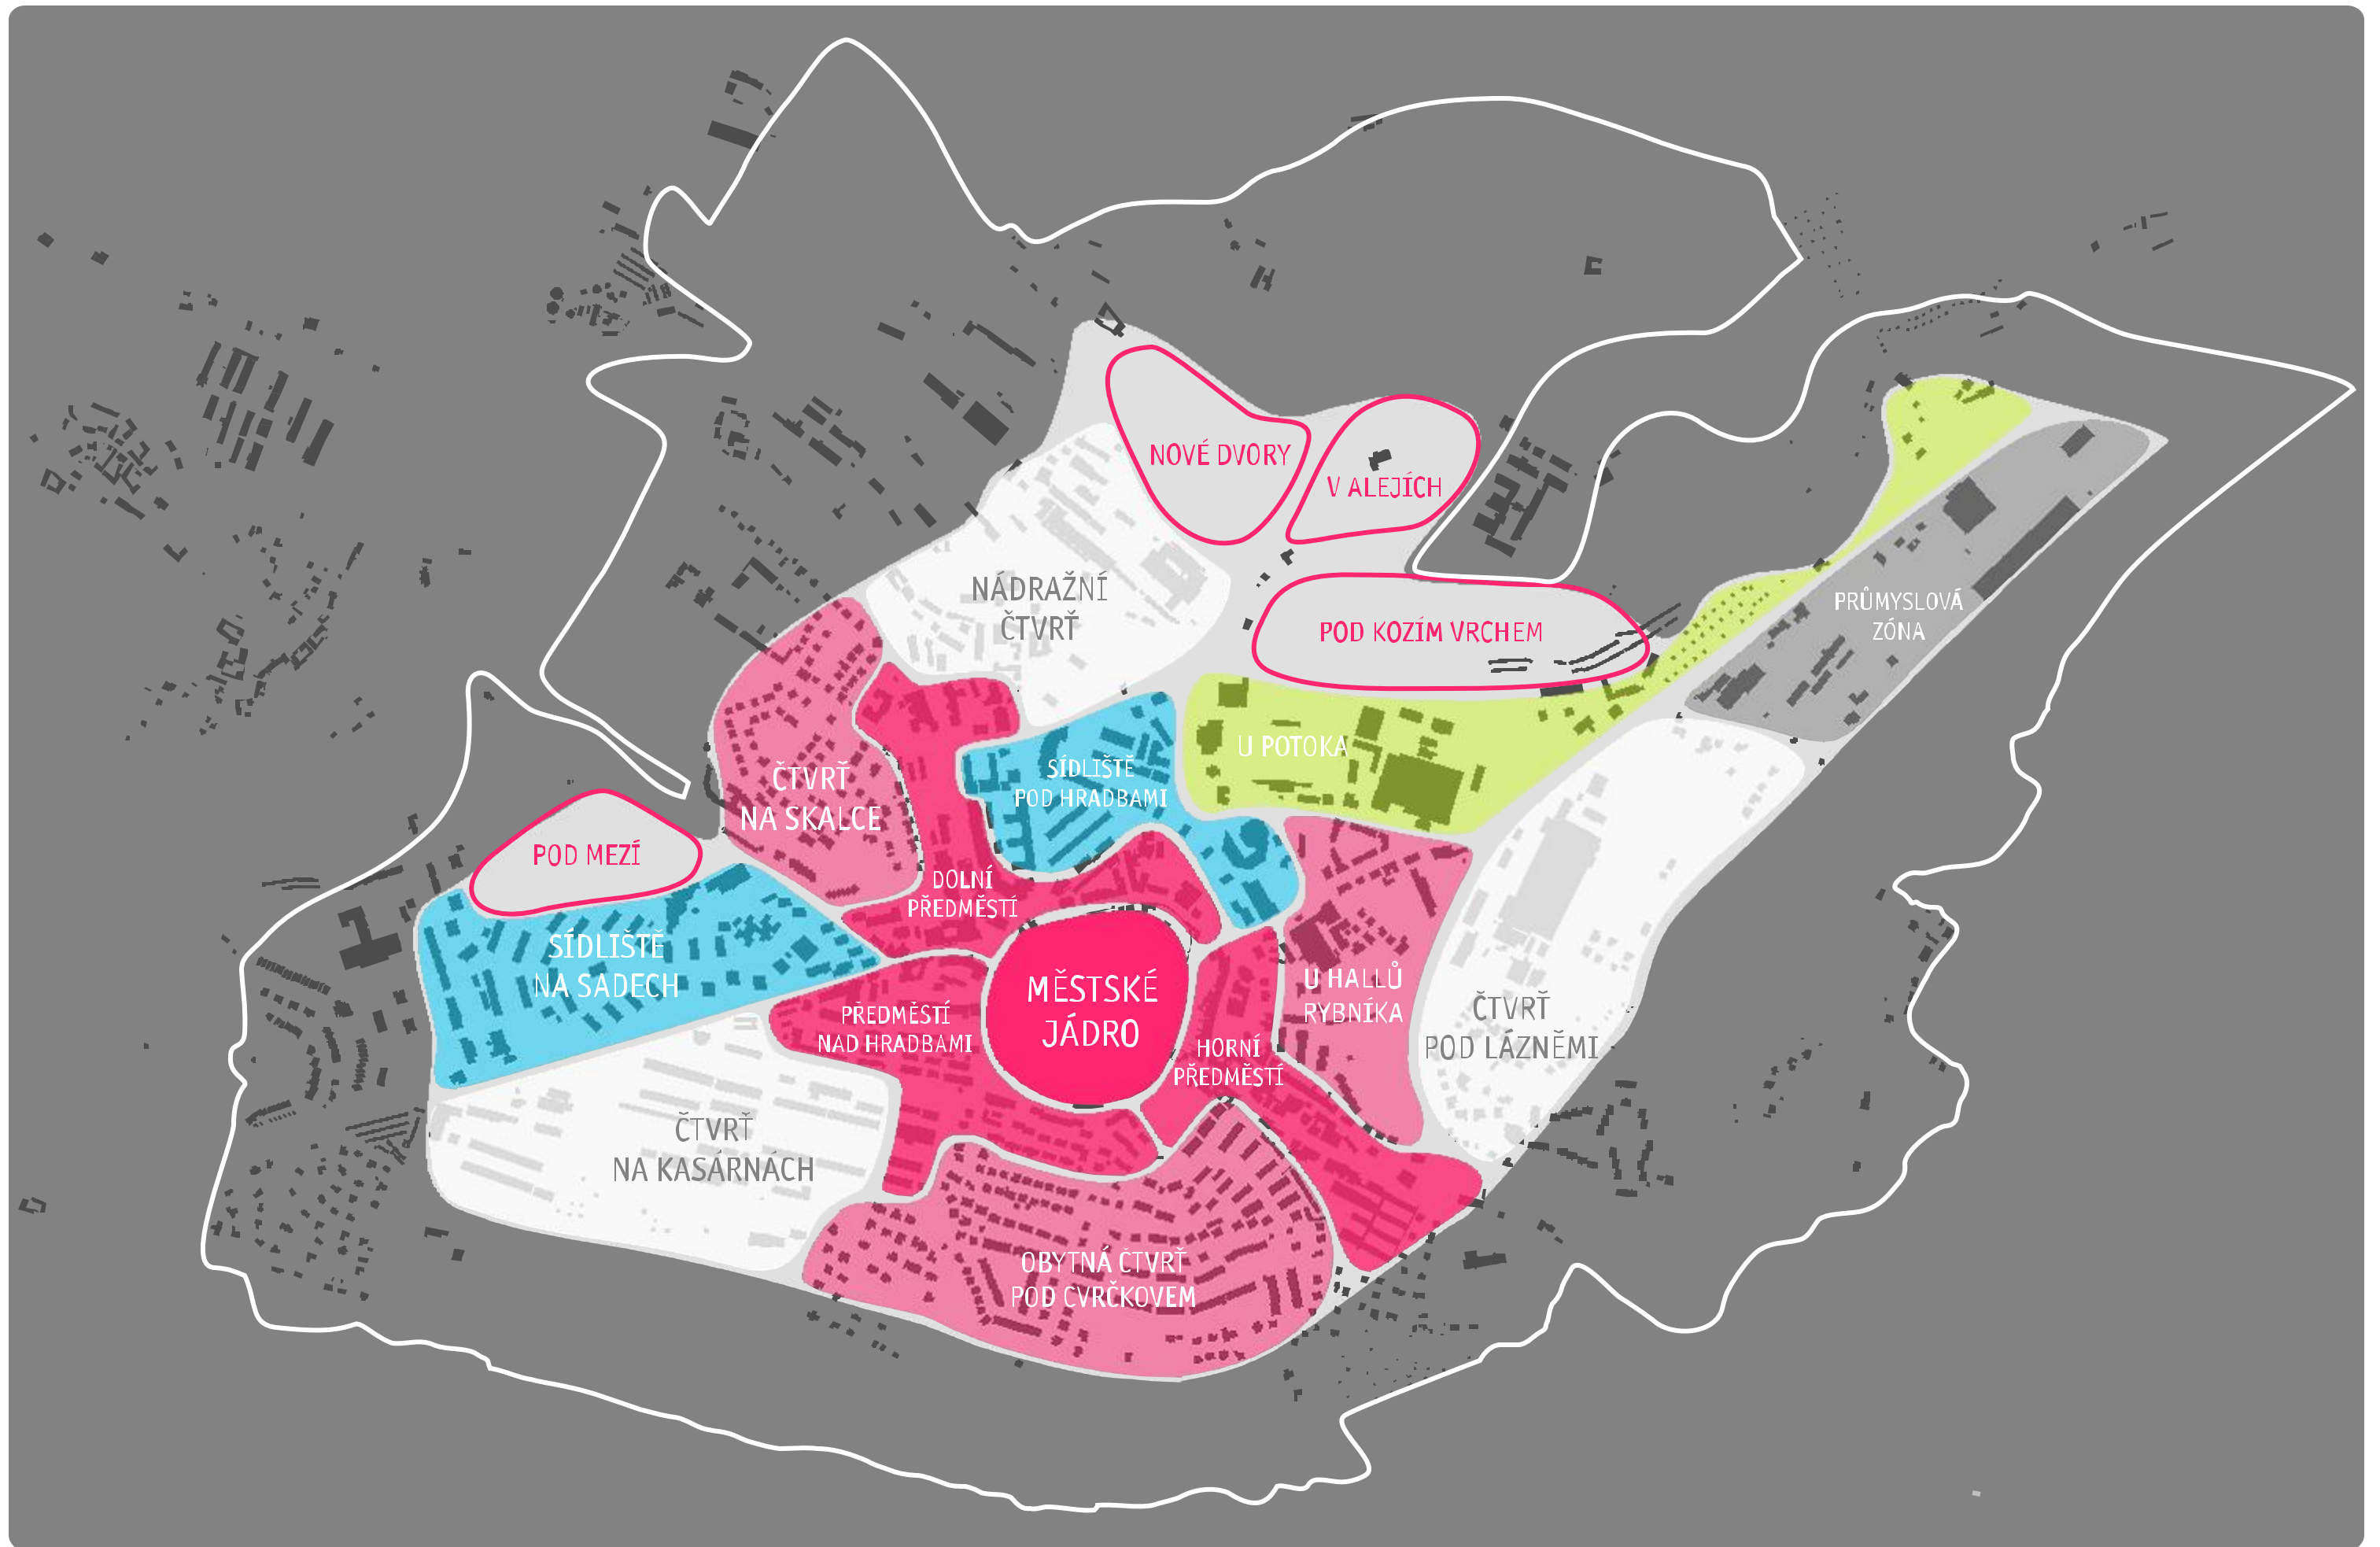 NOVÉ DVORY
V ALEJÍCH
NÁDRAŽNÍ
ČTVRŤ
POD KOZÍM VRCHEM
PRŮMYSLOVÁ
ZÓNA
U POTOKA
SÍDLIŠTĚ
POD HRADBAMI
ČTVRŤ
NA SKALCE
POD MEZÍ
DOLNÍ
PŘEDMĚSTÍ
SÍDLIŠTĚ
NA SADECH
MĚSTSKÉ
JÁDRO
U HALLŮ
RYBNÍKA
PŘEDMĚSTÍ
NAD HRADBAMI
ČTVRŤ
POD LÁZNĚMI
HORNÍ
PŘEDMĚSTÍ
ČTVRŤ
NA KASÁRNÁCH
OBYTNÁ ČTVRŤ
POD CVRČKOVEM